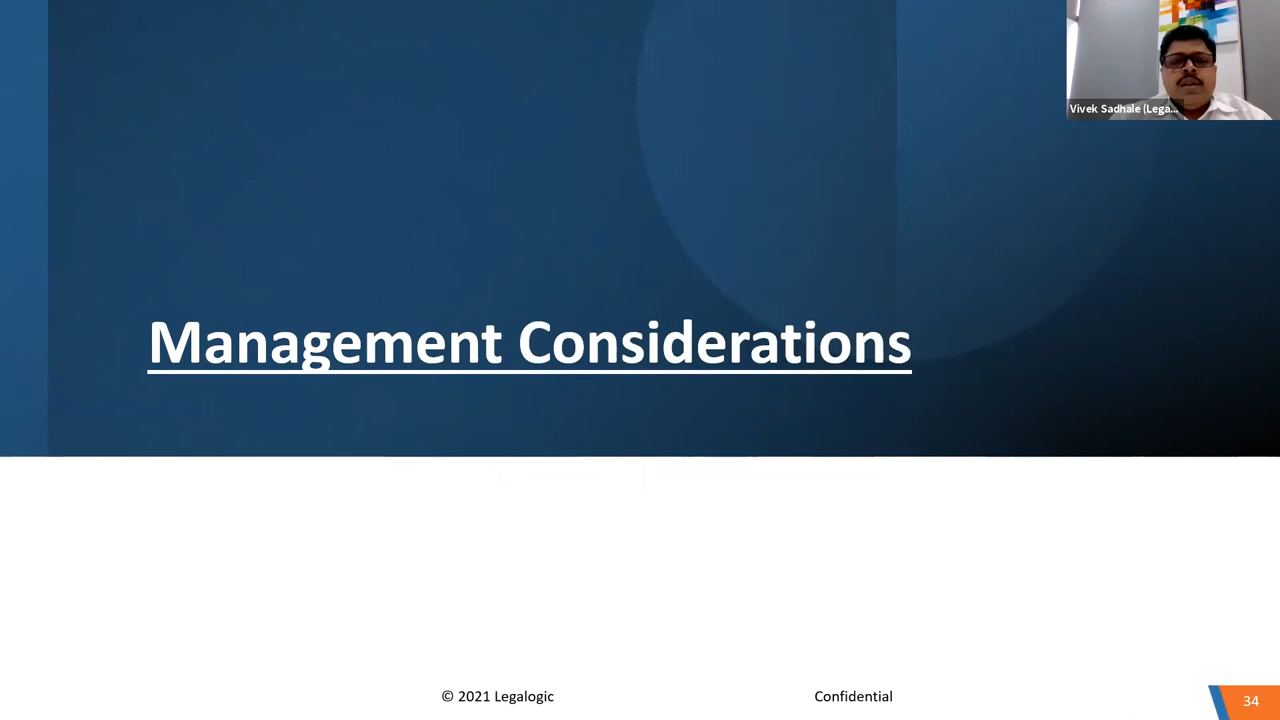 Vivek Sadhale (Lega...
Management Considerations
© 2021 Legalogic
Confidential
34